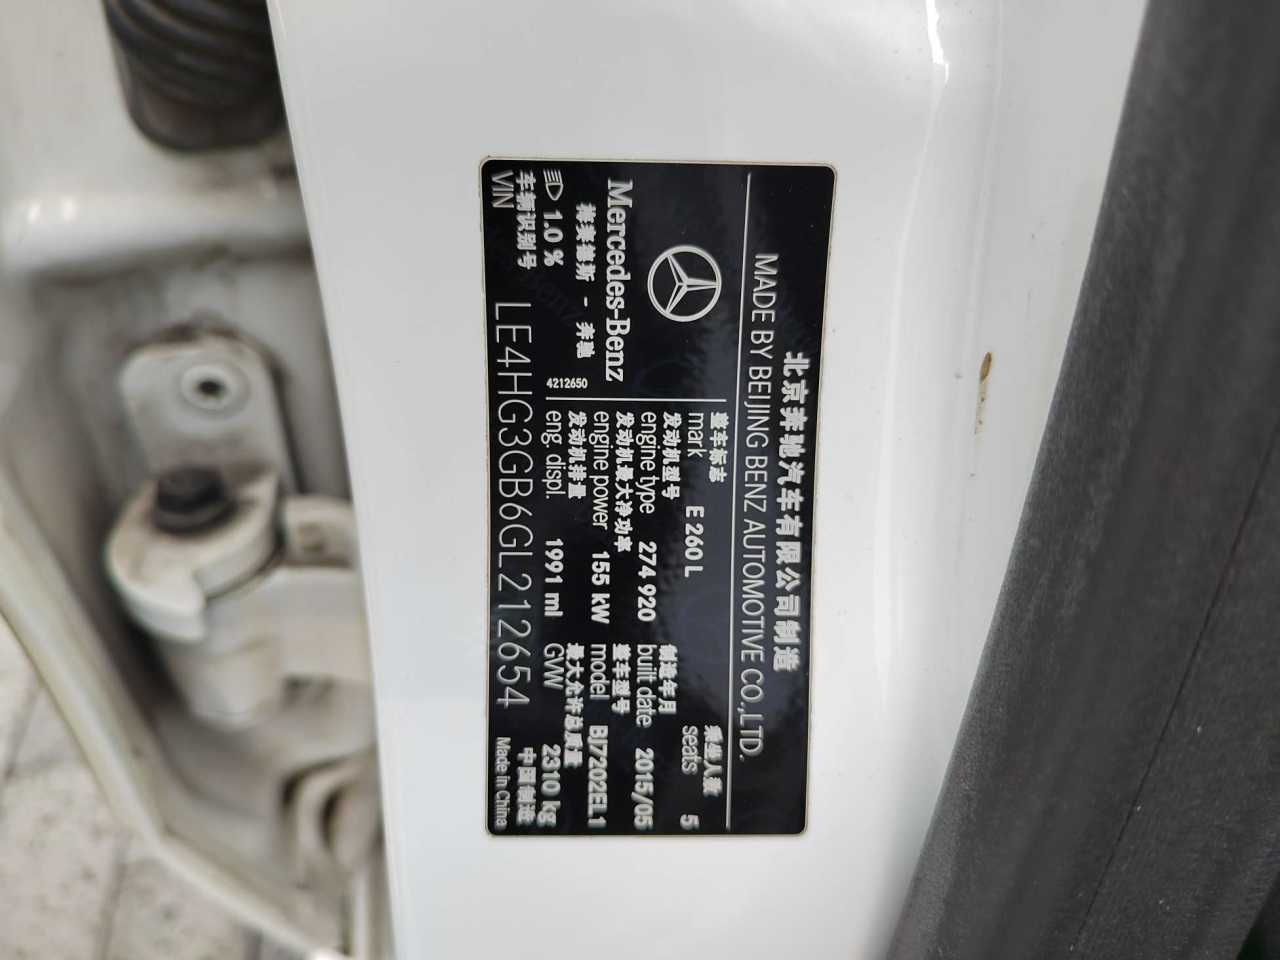 北京奔驰汽车有限公司制造
MADE BY BEIJING BENZ AUTOMOTIVE CO.,LTD.
Mercedes-Benz
梅赛德斯 - 奔驰
1.0 %
4212650
整车标志
mark E 260 L
乘坐人数
seats 5
发动机型号
engine type 274 920
制造年月
built date 2015/05
发动机最大净功率
engine power 155 kW
整车型号
model BJ7202EL1
发动机排量
eng. displ. 1991 ml
最大允许总质量
GVW 2310 kg
车辆识别号
VIN LE4HG3GB6GL212654
中国制造
Made in China